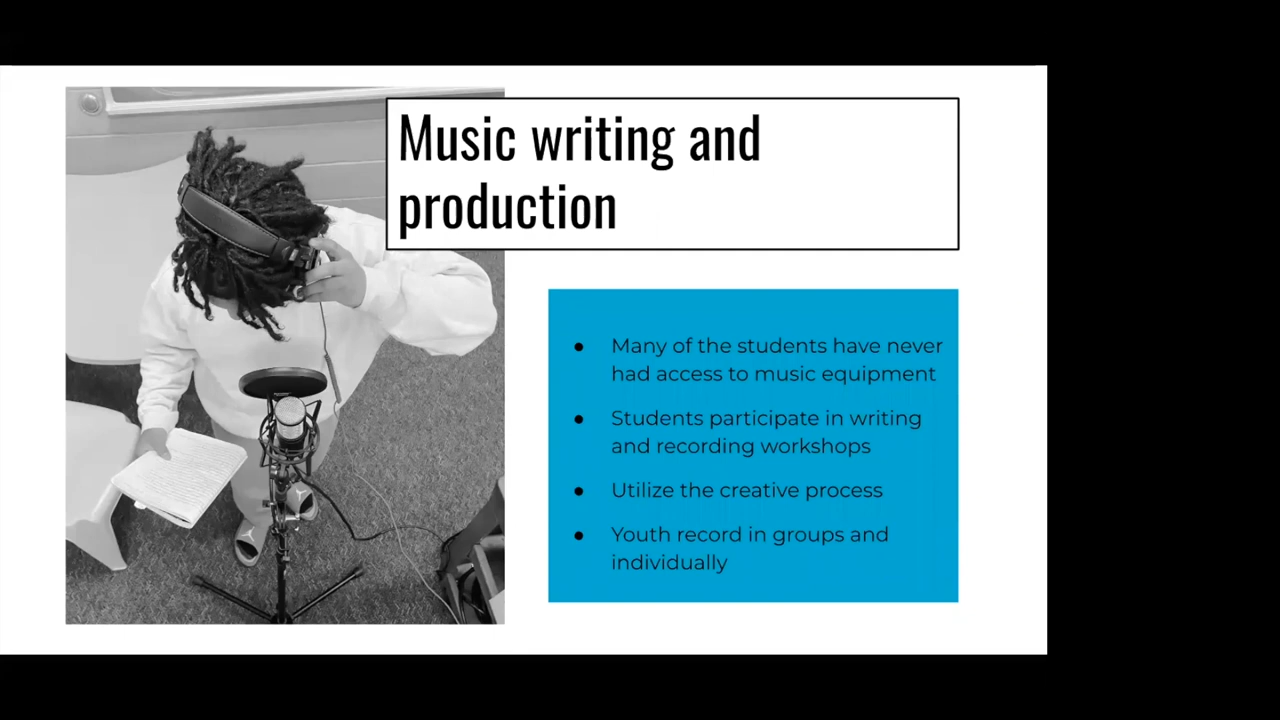 Music writing and
production
● Many of the students have never
had access to music equipment
● Students participate in writing
and recording workshops
● Utilize the creative process
● Youth record in groups and
individually